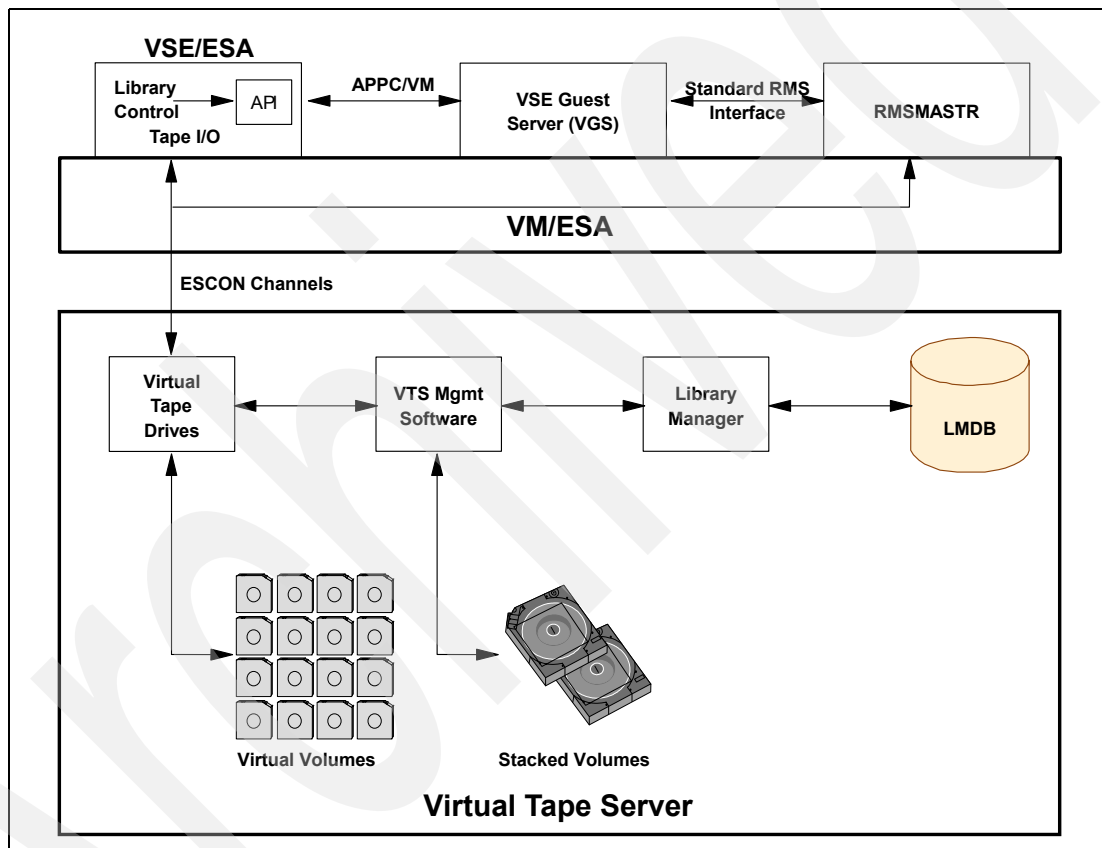 VSE/ESA
Library
Control
API
Tape I/O
APPC/VM
VSE Guest
Server (VGS)
Standard RMS
Interface
RMSMASTR
VM/ESA
ESCON Channels
Virtual
Tape
Drives
VTS Mgmt
Software
Library
Manager
LMDB
Virtual Volumes
Stacked Volumes
Virtual Tape Server